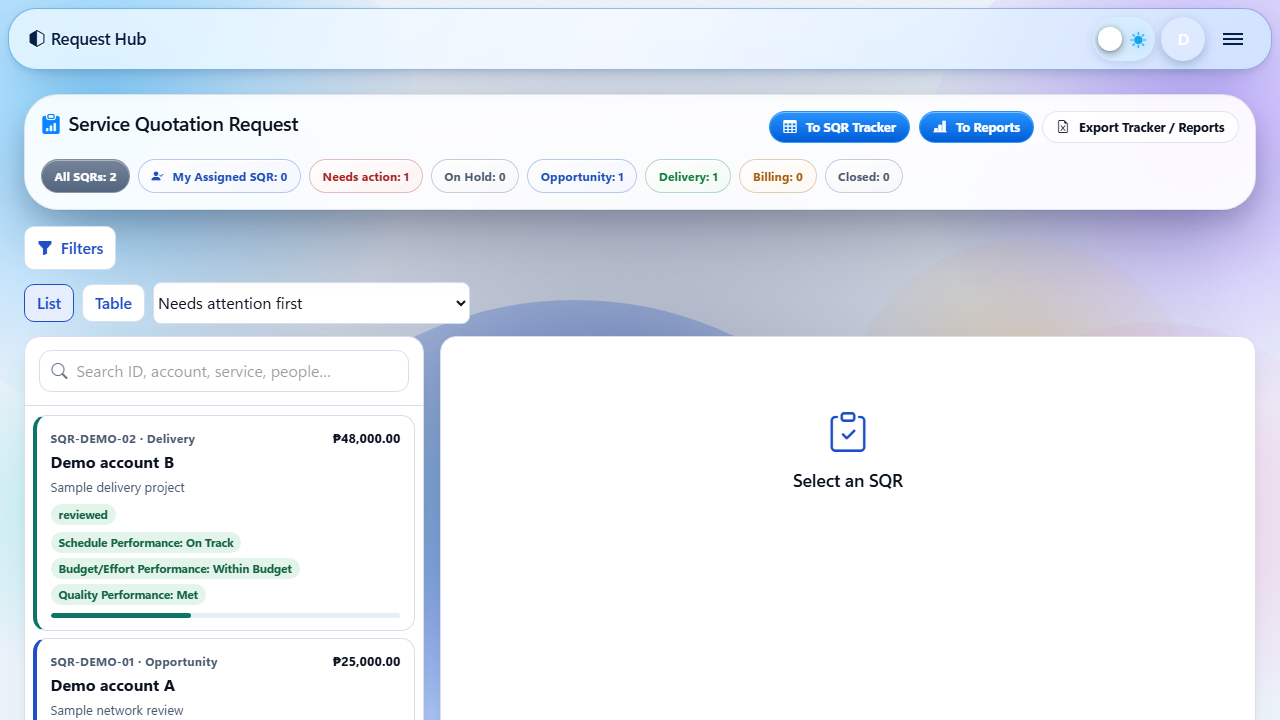 Request Hub
D
Service Quotation Request
To SQR Tracker
To Reports
Export Tracker / Reports
All SQRs: 2
My Assigned SQR: 0
Needs action: 1
On Hold: 0
Opportunity: 1
Delivery: 1
Billing: 0
Closed: 0
Filters
List
Table
Needs attention first
Search ID, account, service, people...
SQR-DEMO-02 · Delivery
₱48,000.00
Demo account B
Sample delivery project
reviewed
Schedule Performance: On Track
Budget/Effort Performance: Within Budget
Quality Performance: Met
SQR-DEMO-01 · Opportunity
₱25,000.00
Demo account A
Sample network review
Select an SQR